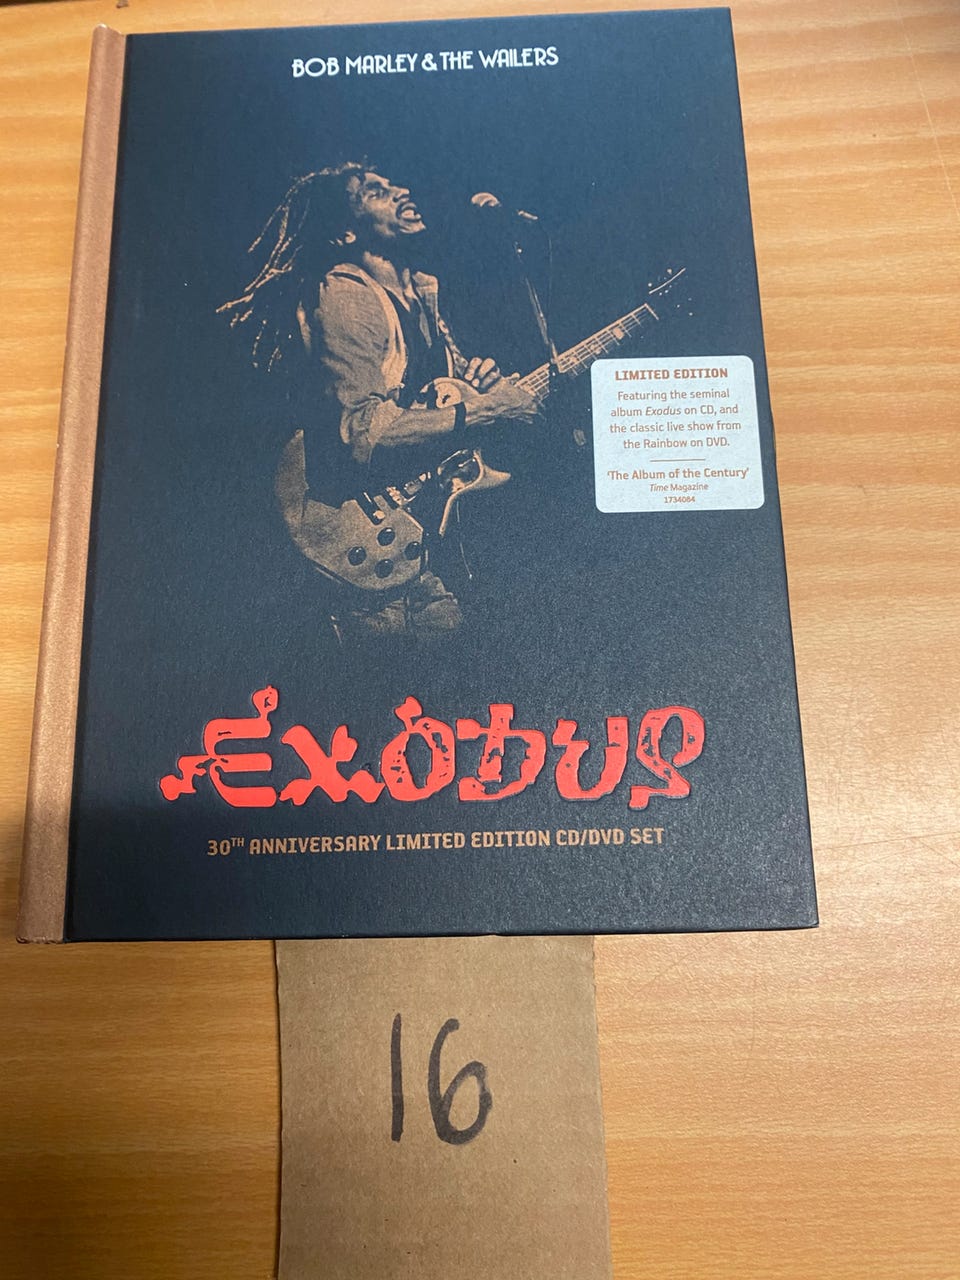 BOB MARLEY & THE WAILERS
LIMITED EDITION
Featuring the seminal
album Exodus on CD, and
the classic live show from
the Rainbow on DVD.
'The Album of the Century'
Time Magazine
1734084
EXODUS
30TH ANNIVERSARY LIMITED EDITION CD/DVD SET
16